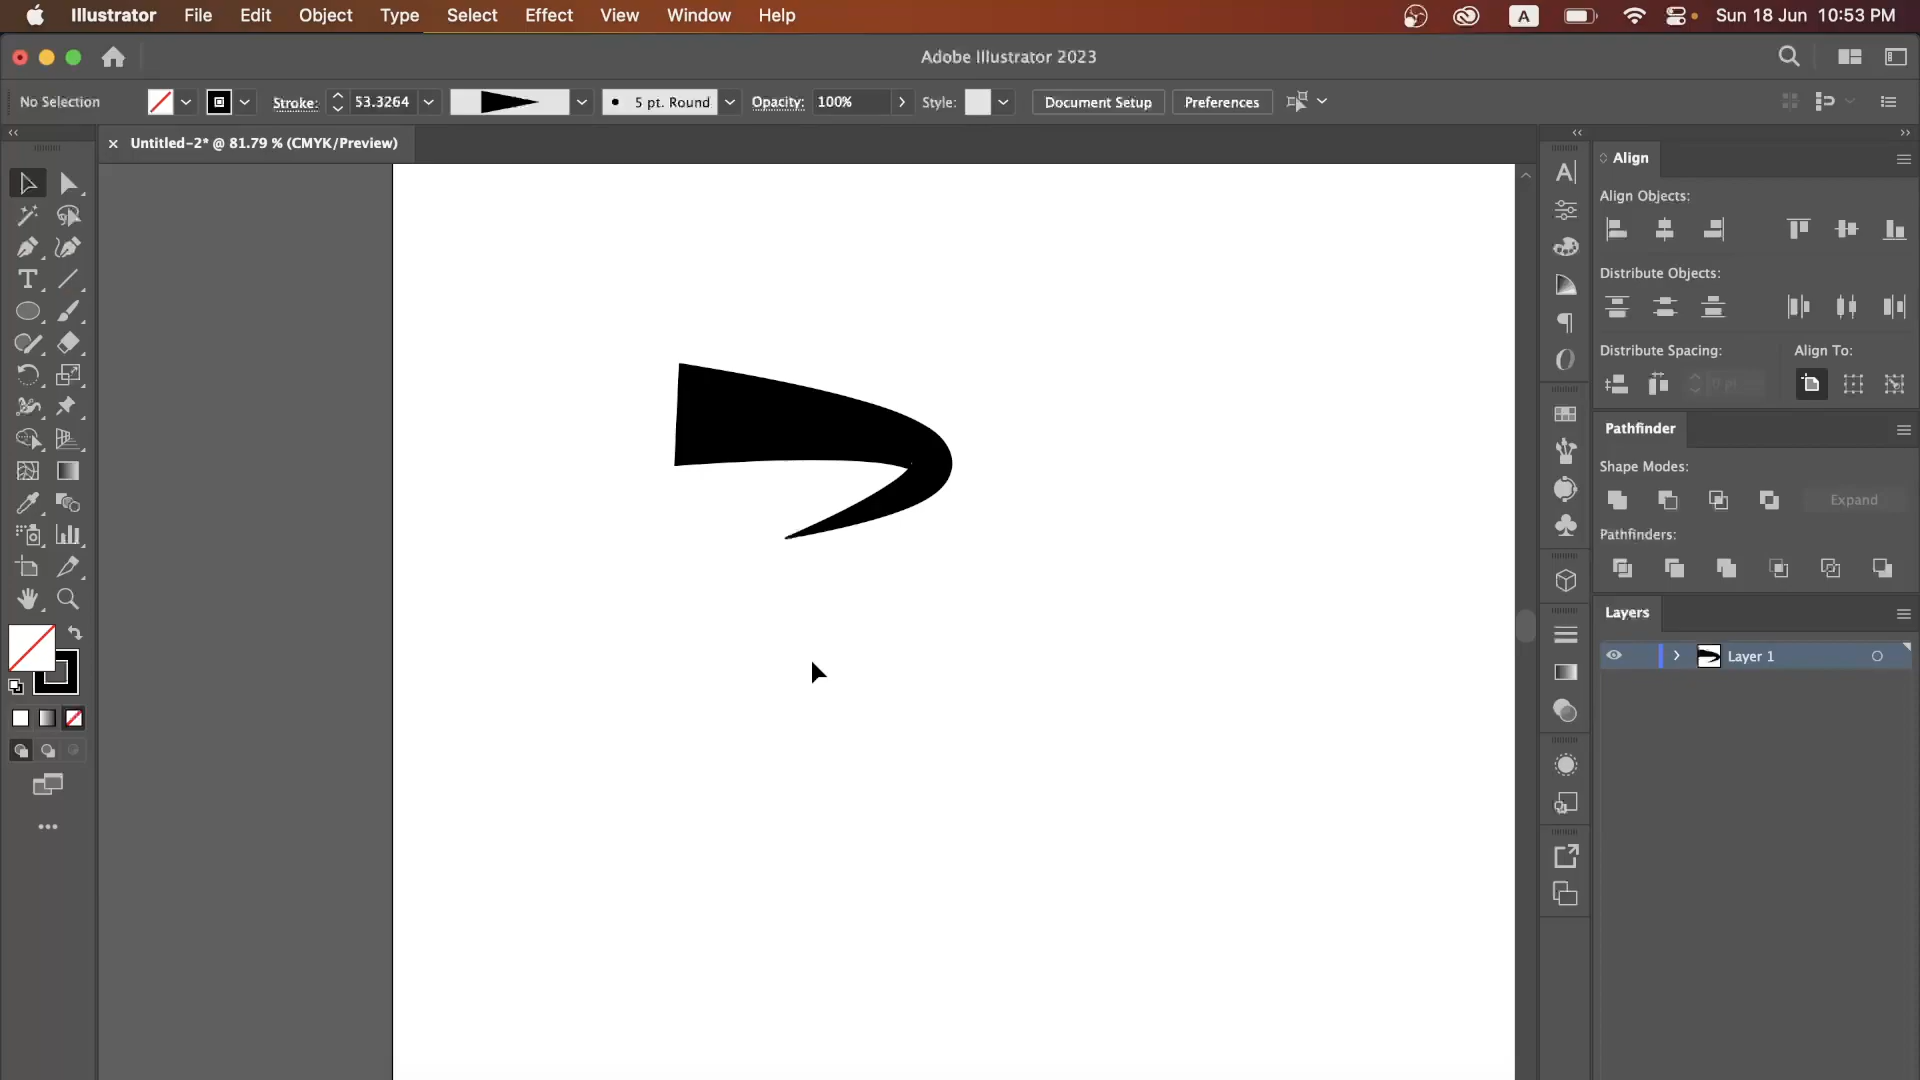 Illustrator File Edit Object Type Select Effect View Window Help A Sun 18 Jun 10:53 PM
Adobe Illustrator 2023
No Selection Stroke: 53.3264 5 pt. Round Opacity: 100% Style: Document Setup Preferences
Untitled-2* @ 81.79 % (CMYK/Preview)
Align
Align Objects:
Distribute Objects:
Distribute Spacing: Align To:
0 pt
Pathfinder
Shape Modes:
Expand
Pathfinders:
Layers
Layer 1